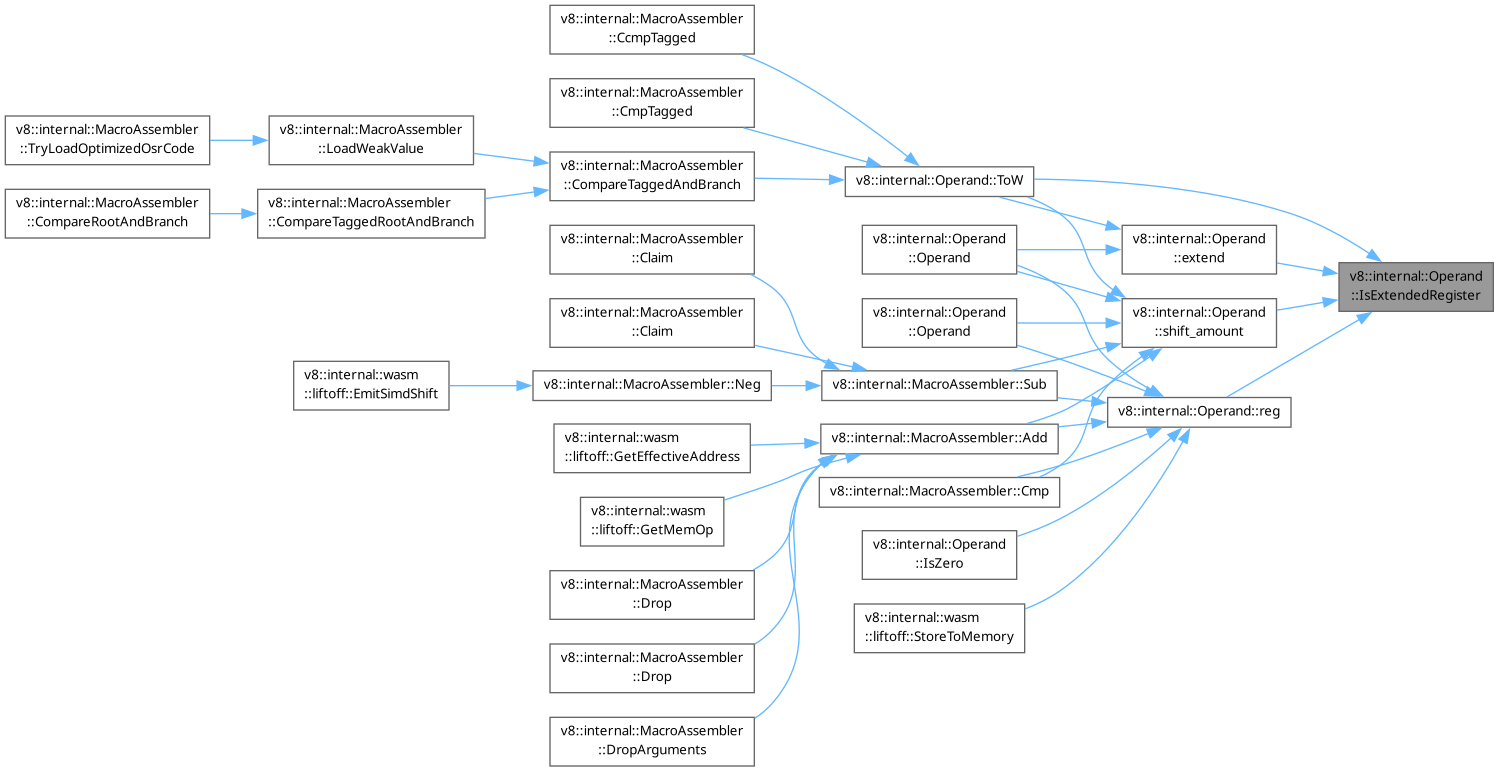 v8::internal::MacroAssembler
::CcmpTagged
v8::internal::MacroAssembler
::CmpTagged
v8::internal::MacroAssembler
::TryLoadOptimizedOsrCode
v8::internal::MacroAssembler
::LoadWeakValue
v8::internal::MacroAssembler
::CompareTaggedAndBranch
v8::internal::Operand::ToW
v8::internal::MacroAssembler
::CompareRootAndBranch
v8::internal::MacroAssembler
::CompareTaggedRootAndBranch
v8::internal::MacroAssembler
::Claim
v8::internal::Operand
::Operand
v8::internal::Operand
::extend
v8::internal::Operand
::IsExtendedRegister
v8::internal::MacroAssembler
::Claim
v8::internal::Operand
::Operand
v8::internal::Operand
::shift_amount
v8::internal::wasm
::liftoff::EmitSimdShift
v8::internal::MacroAssembler::Neg
v8::internal::MacroAssembler::Sub
v8::internal::Operand::reg
v8::internal::wasm
::liftoff::GetEffectiveAddress
v8::internal::MacroAssembler::Add
v8::internal::MacroAssembler::Cmp
v8::internal::wasm
::liftoff::GetMemOp
v8::internal::Operand
::IsZero
v8::internal::MacroAssembler
::Drop
v8::internal::wasm
::liftoff::StoreToMemory
v8::internal::MacroAssembler
::Drop
v8::internal::MacroAssembler
::DropArguments